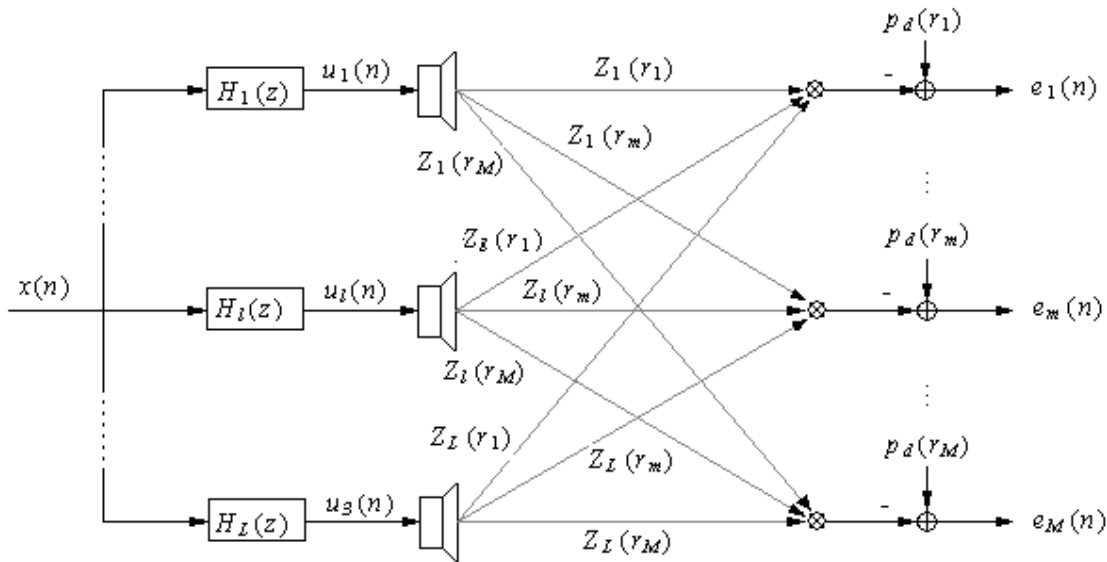 p_d(r_1)
H_1(z)
u_1(n)
Z_1(r_1)
-
e_1(n)
Z_1(r_m)
Z_1(r_M)
p_d(r_m)
Z_g(r_1)
x(n)
H_l(z)
u_l(n)
Z_l(r_m)
-
e_m(n)
Z_l(r_M)
p_d(r_M)
Z_L(r_1)
Z_L(r_m)
H_L(z)
u_3(n)
Z_L(r_M)
-
e_M(n)